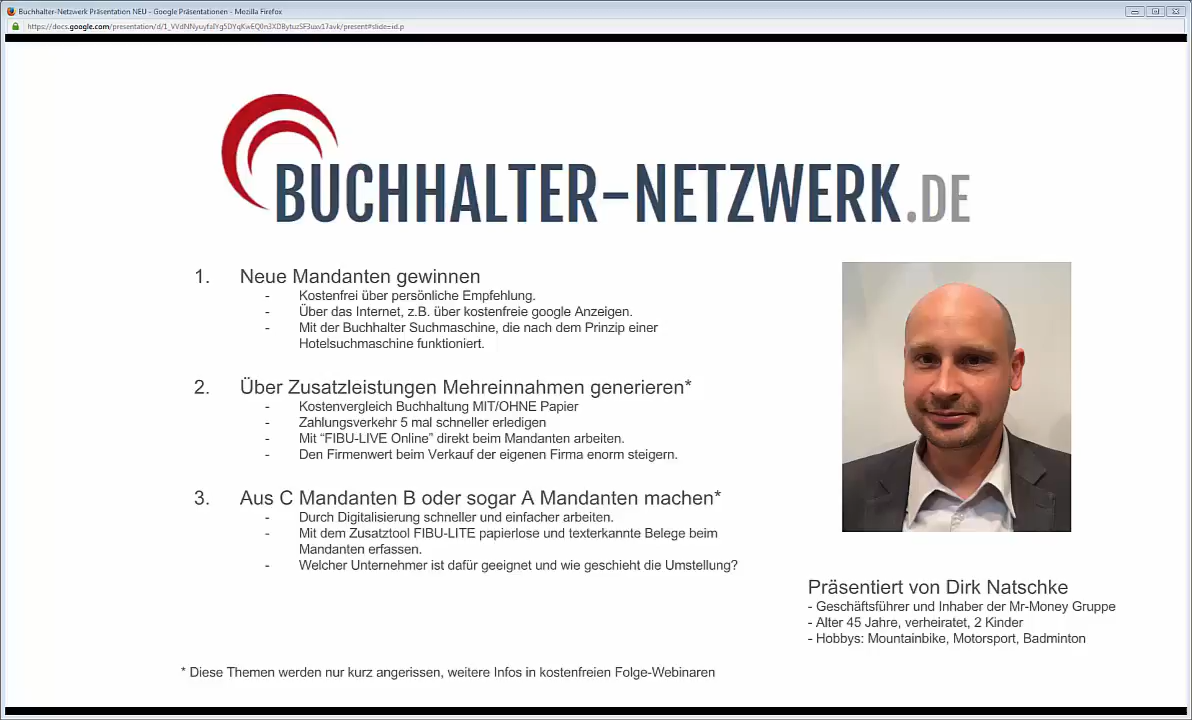 Buchhalter-Netzwerk Präsentation NEU - Google Präsentationen - Mozilla Firefox
BUCHHALTER-NETZWERK.DE
1. Neue Mandanten gewinnen
- Kostenfrei über persönliche Empfehlung.
- Über das Internet, z.B. über kostenfreie google Anzeigen.
- Mit der Buchhalter Suchmaschine, die nach dem Prinzip einer
Hotelsuchmaschine funktioniert.
2. Über Zusatzleistungen Mehreinnahmen generieren*
- Kostenvergleich Buchhaltung MIT/OHNE Papier
- Zahlungsverkehr 5 mal schneller erledigen
- Mit “FIBU-LIVE Online” direkt beim Mandanten arbeiten.
- Den Firmenwert beim Verkauf der eigenen Firma enorm steigern.
3. Aus C Mandanten B oder sogar A Mandanten machen*
- Durch Digitalisierung schneller und einfacher arbeiten.
- Mit dem Zusatztool FIBU-LITE papierlose und texterkannte Belege beim
Mandanten erfassen.
- Welcher Unternehmer ist dafür geeignet und wie geschieht die Umstellung?
Präsentiert von Dirk Natschke
- Geschäftsführer und Inhaber der Mr-Money Gruppe
- Alter 45 Jahre, verheiratet, 2 Kinder
- Hobbys: Mountainbike, Motorsport, Badminton
* Diese Themen werden nur kurz angerissen, weitere Infos in kostenfreien Folge-Webinaren